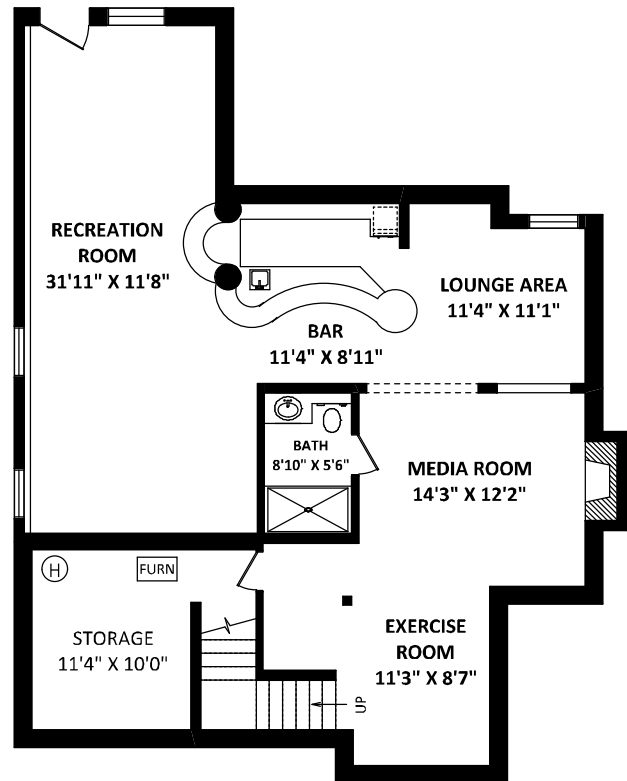 RECREATION
ROOM
31'11" X 11'8"
LOUNGE AREA
11'4" X 11'1"
BAR
11'4" X 8'11"
BATH
8'10" X 5'6"
MEDIA ROOM
14'3" X 12'2"
H
FURN
STORAGE
11'4" X 10'0"
EXERCISE
ROOM
11'3" X 8'7"
UP